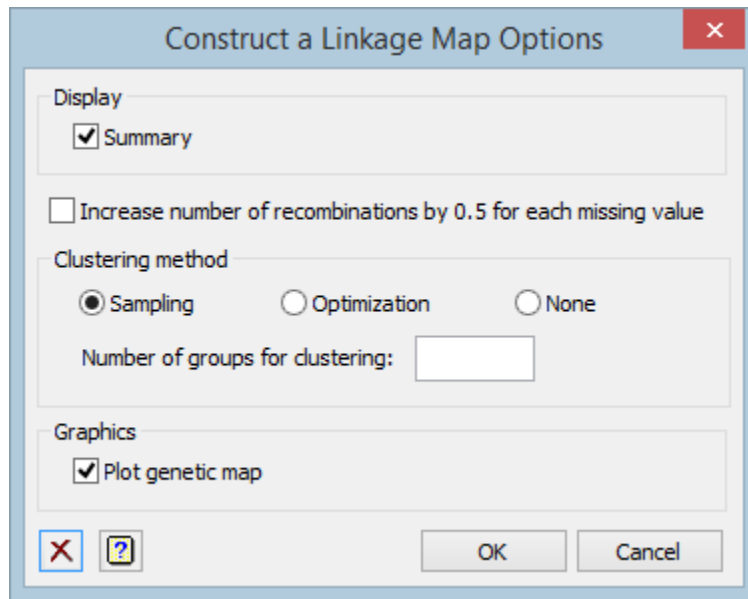 Construct a Linkage Map Options
Display
Summary
Increase number of recombinations by 0.5 for each missing value
Clustering method
Sampling Optimization None
Number of groups for clustering:
Graphics
Plot genetic map
? OK Cancel